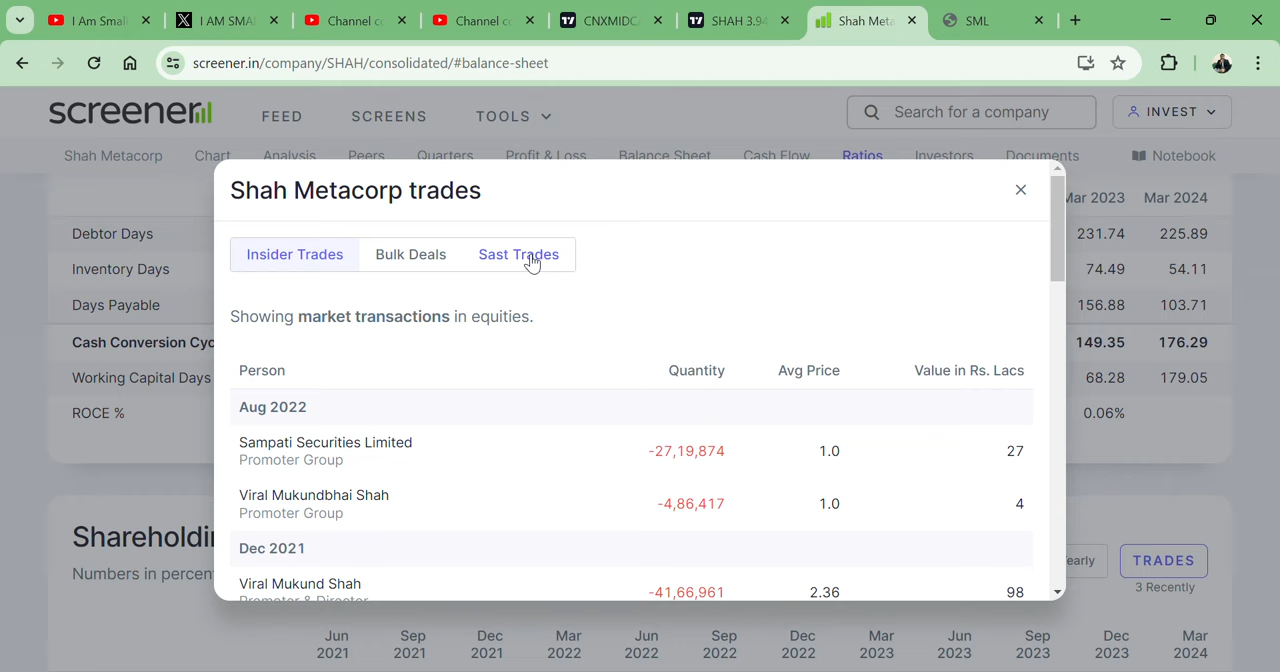 I Am Small
I AM SMA
Channel co
Channel co
CNXMIDC
SHAH 3.94
Shah Meta
SML
screener.in/company/SHAH/consolidated/#balance-sheet
screener
FEED
SCREENS
TOOLS
Search for a company
INVEST
Shah Metacorp
Chart
Analysis
Peers
Quarters
Profit & Loss
Balance Sheet
Cash Flow
Ratios
Investors
Documents
Notebook
Shah Metacorp trades
Mar 2023 Mar 2024
Insider Trades
Bulk Deals
Sast Trades
Debtor Days
231.74 225.89
Inventory Days
74.49 54.11
Days Payable
156.88 103.71
Cash Conversion Cyc
149.35 176.29
Working Capital Days
68.28 179.05
ROCE %
0.06%
Showing market transactions in equities.
Person Quantity Avg Price Value in Rs. Lacs
Aug 2022
Sampati Securities Limited
Promoter Group
-27,19,874 1.0 27
Viral Mukundbhai Shah
Promoter Group
-4,86,417 1.0 4
Dec 2021
Viral Mukund Shah
Promoter & Director
-41,66,961 2.36 98
Shareholdin
Numbers in percen
early
TRADES
3 Recently
Jun 2021
Sep 2021
Dec 2021
Mar 2022
Jun 2022
Sep 2022
Dec 2022
Mar 2023
Jun 2023
Sep 2023
Dec 2023
Mar 2024